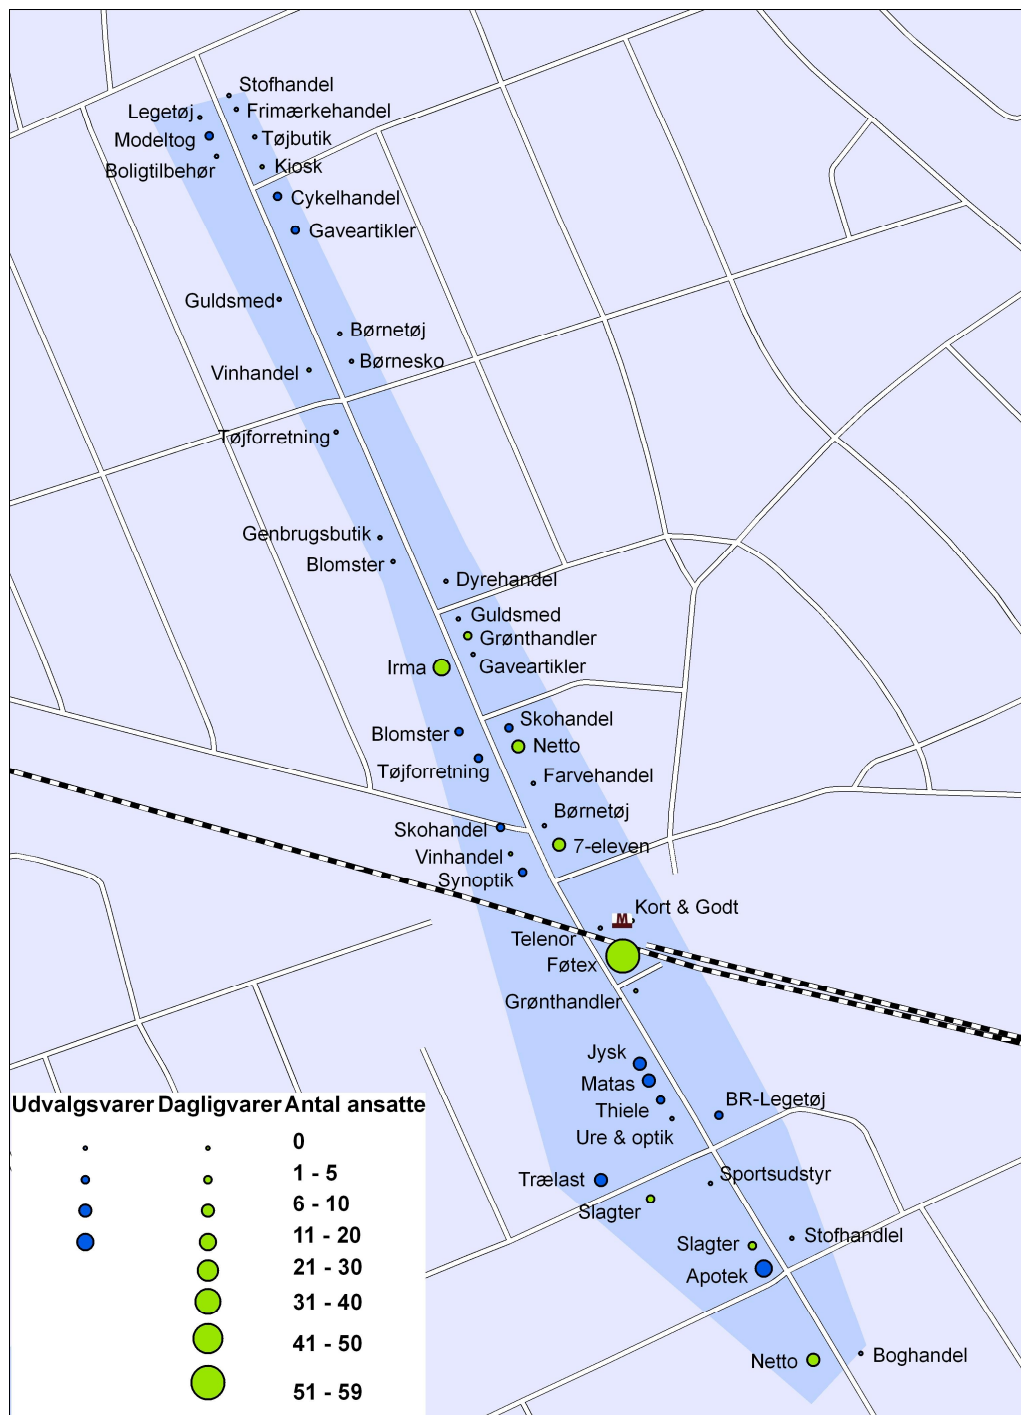 Stofhandel
Legetøj
Frimærkehandel
Modeltog
Tøjbutik
Boligtilbehør
Kiosk
Cykelhandel
Gaveartikler
Guldsmed
Børnetøj
Børnesko
Vinhandel
Tøjforretning
Genbrugsbutik
Blomster
Dyrehandel
Guldsmed
Grønthandler
Irma
Gaveartikler
Skohandel
Blomster
Netto
Tøjforretning
Farvehandel
Børnetøj
Skohandel
7-eleven
Vinhandel
Synoptik
Kort & Godt
M
Telenor
Føtex
Grønthandler
Jysk
Matas
BR-Legetøj
Thiele
Ure & optik
Trælast
Sportsudstyr
Slagter
Stofhandlel
Slagter
Apotek
Netto
Boghandel
Udvalgsvarer Dagligvarer Antal ansatte
0
1 - 5
6 - 10
11 - 20
21 - 30
31 - 40
41 - 50
51 - 59